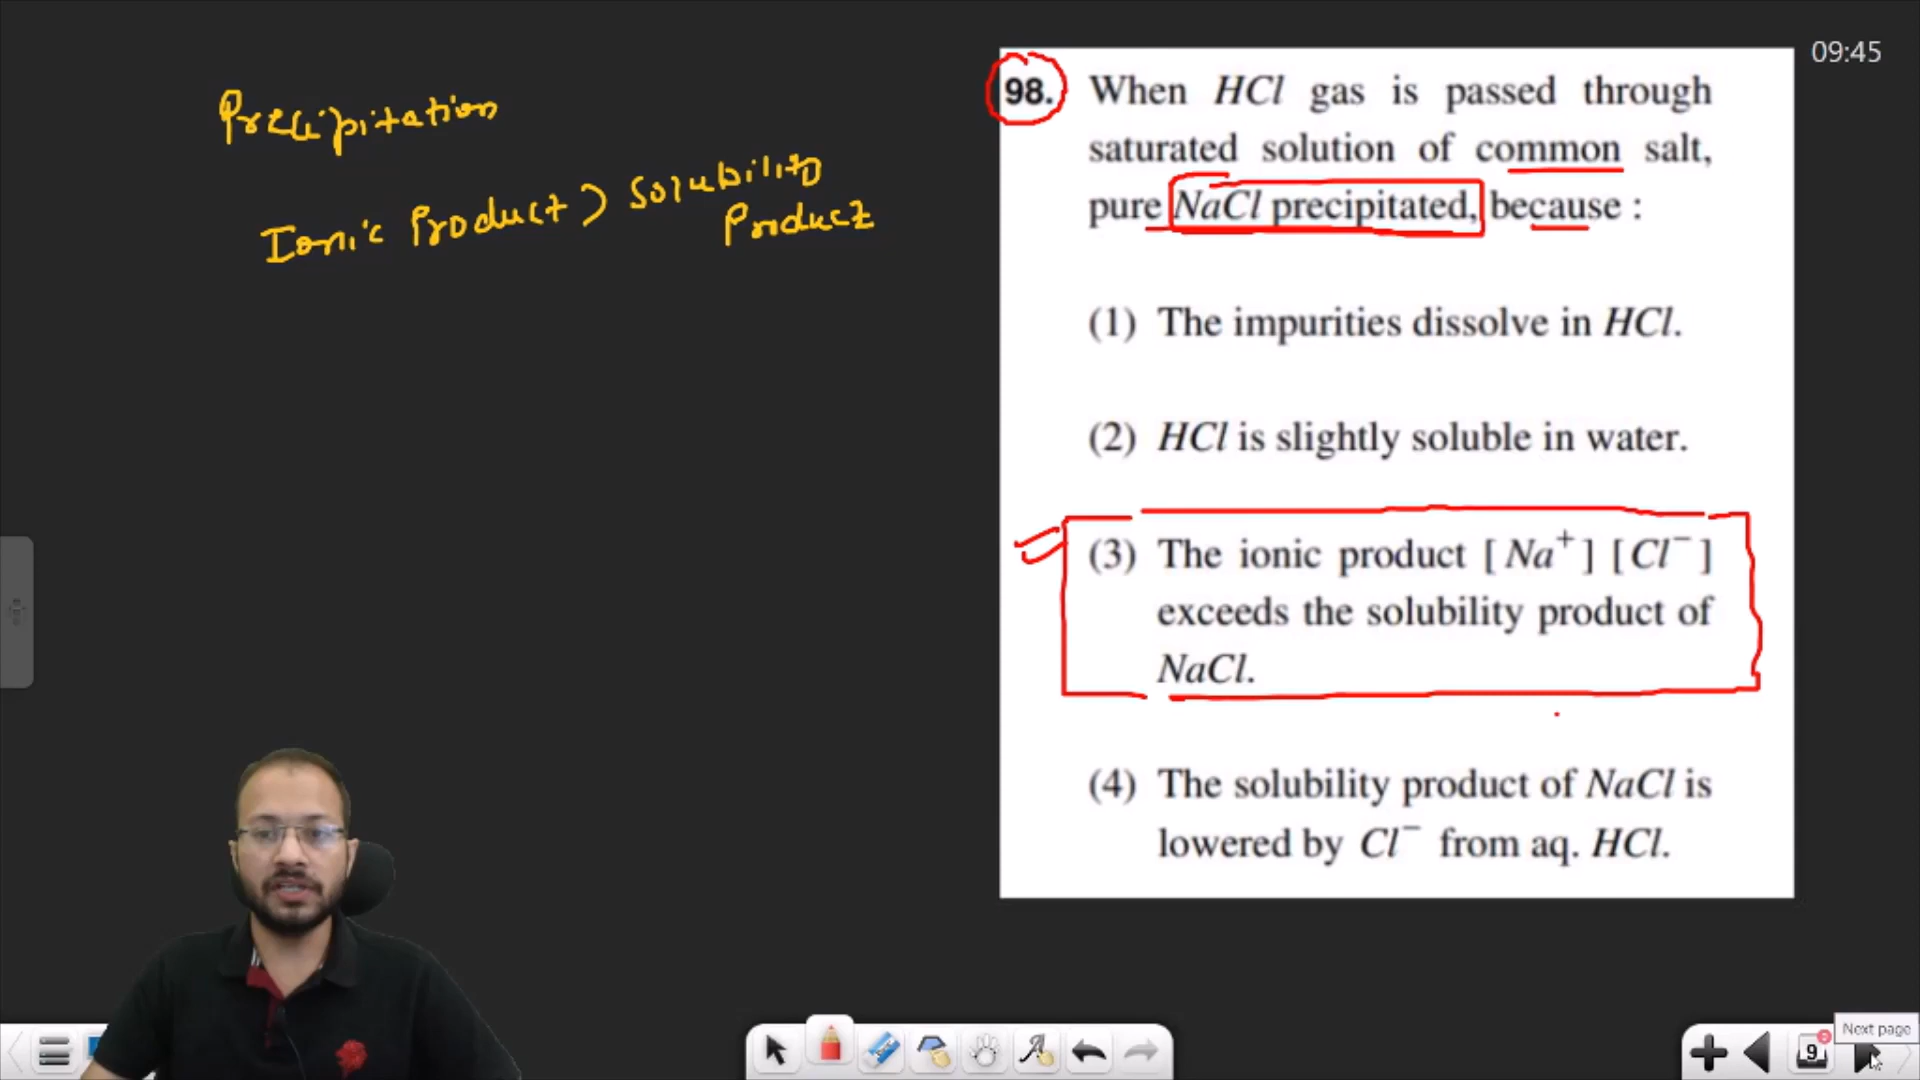 Precipitation
Ionic Product > Solubility
Product
09:45
98. When HCl gas is passed through
saturated solution of common salt,
pure NaCl precipitated, because :
(1) The impurities dissolve in HCl.
(2) HCl is slightly soluble in water.
(3) The ionic product [Na⁺] [Cl⁻]
exceeds the solubility product of
NaCl.
(4) The solubility product of NaCl is
lowered by Cl⁻ from aq. HCl.
Next page
9